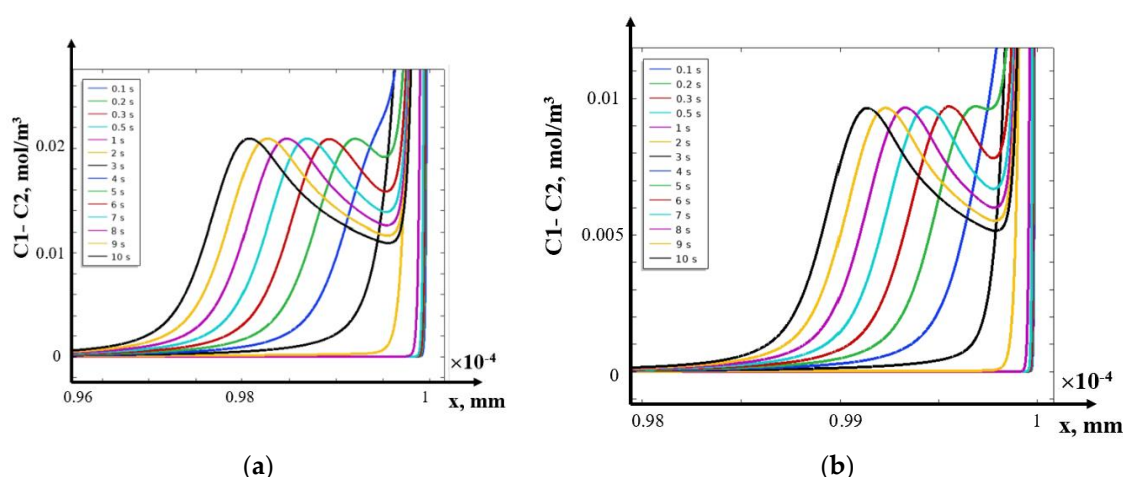 C1- C2, mol/m³
0.02
0.01
0
0.1 s
0.2 s
0.3 s
0.5 s
1 s
2 s
3 s
4 s
5 s
6 s
7 s
8 s
9 s
10 s
0.96
0.98
1
×10⁻⁴
x, mm
(a)
C1- C2, mol/m³
0.01
0.005
0
0.1 s
0.2 s
0.3 s
0.5 s
1 s
2 s
3 s
4 s
5 s
6 s
7 s
8 s
9 s
10 s
0.98
0.99
1
×10⁻⁴
x, mm
(b)